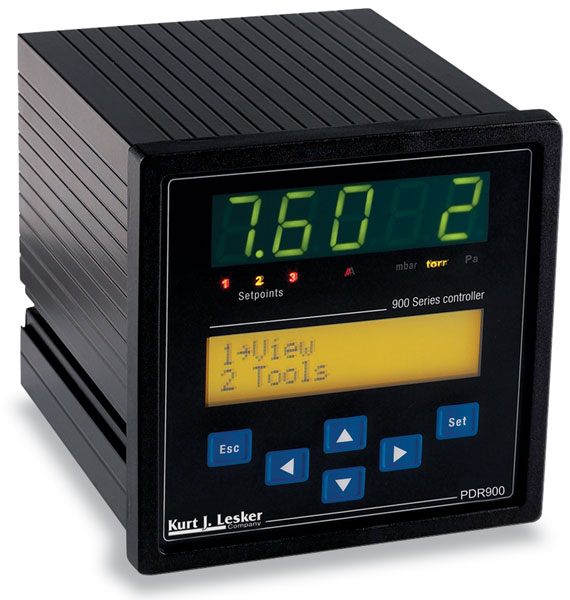 7.60 2
1 2 3 A mbar torr Pa
Setpoints
900 Series controller
1→View
2 Tools
Esc
Set
PDR900
Kurt J. Lesker
Company